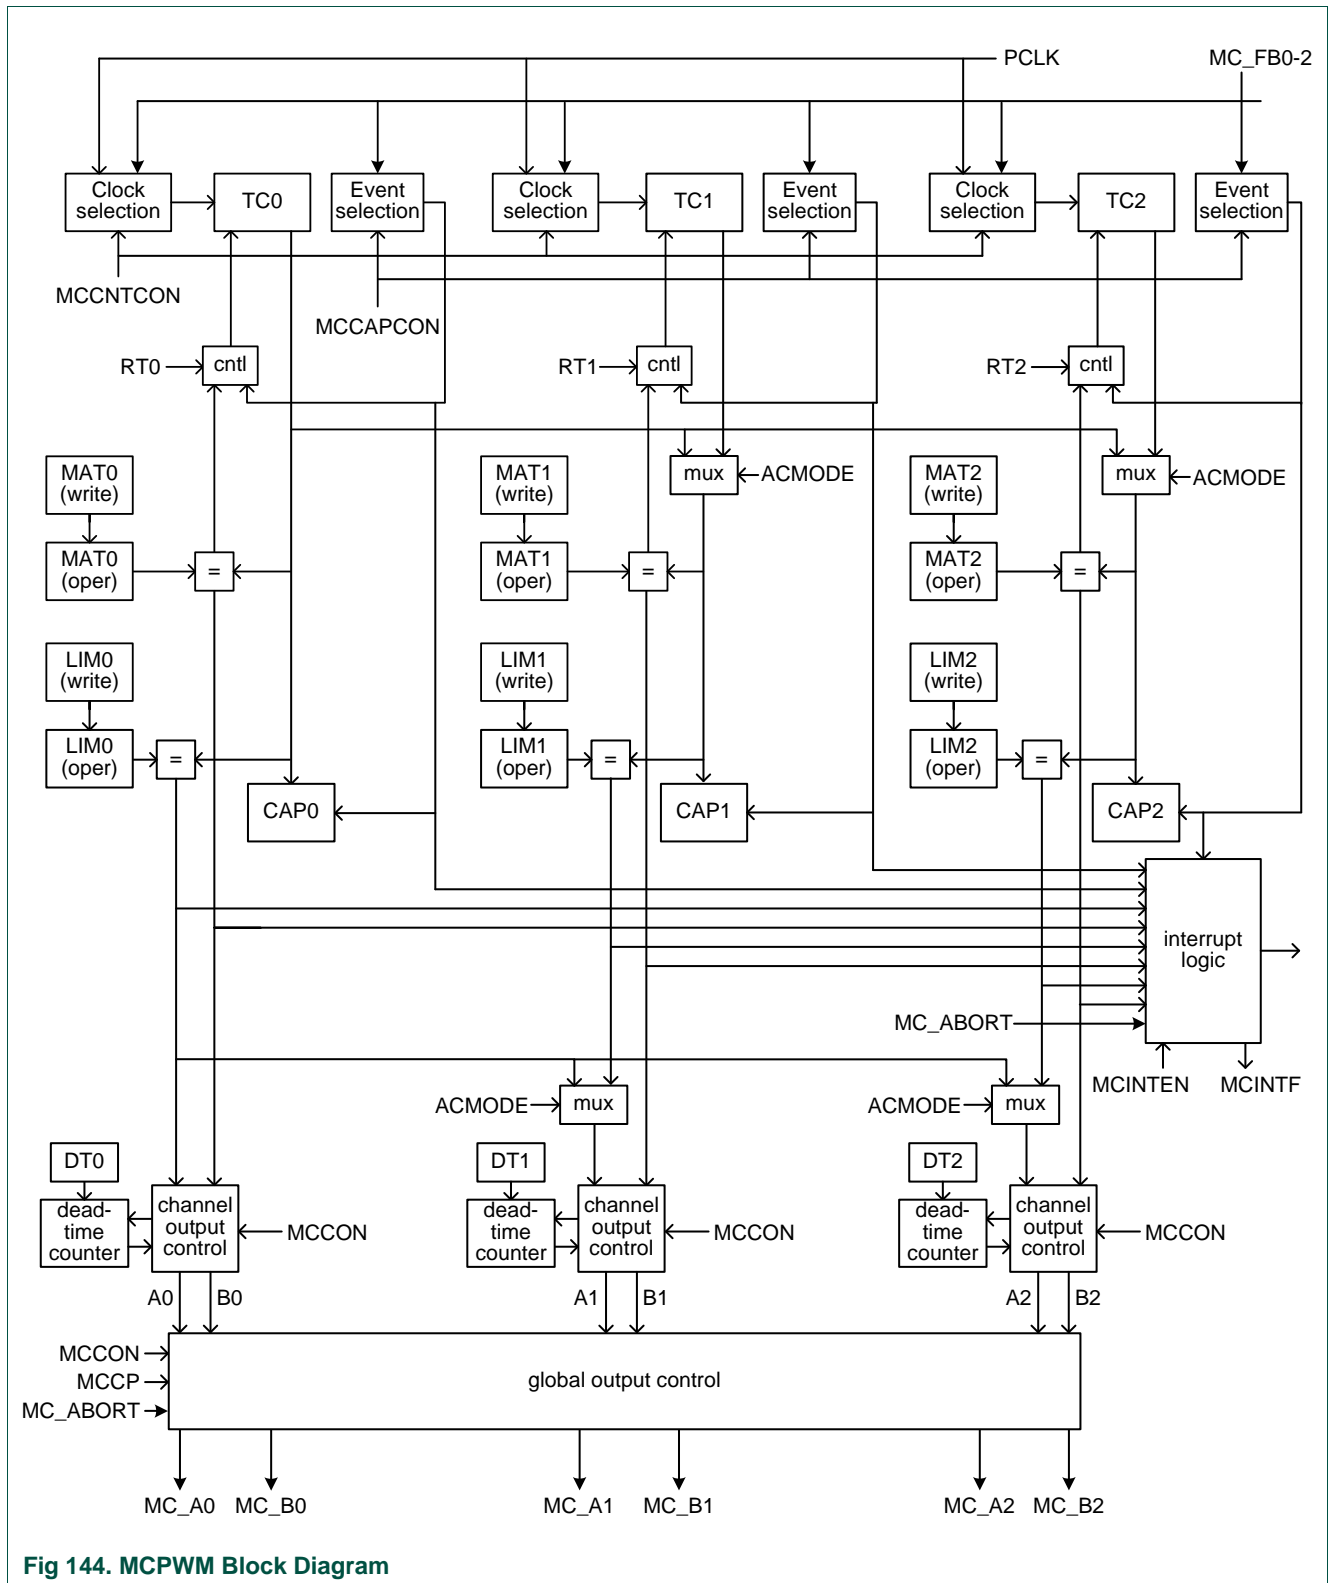 PCLK
MC_FB0-2
Clock
selection
TC0
Event
selection
Clock
selection
TC1
Event
selection
Clock
selection
TC2
Event
selection
MCCNTCON
MCCAPCON
RT0
cntl
RT1
cntl
RT2
cntl
MAT0
(write)
MAT1
(write)
mux
ACMODE
MAT2
(write)
mux
ACMODE
MAT0
(oper)
=
MAT1
(oper)
=
MAT2
(oper)
=
LIM0
(write)
LIM1
(write)
LIM2
(write)
LIM0
(oper)
=
LIM1
(oper)
=
LIM2
(oper)
=
CAP0
CAP1
CAP2
interrupt
logic
MC_ABORT
MCINTEN
MCINTF
ACMODE
mux
ACMODE
mux
DT0
DT1
DT2
dead-
time
counter
channel
output
control
MCCON
dead-
time
counter
channel
output
control
MCCON
dead-
time
counter
channel
output
control
MCCON
A0
B0
A1
B1
A2
B2
MCCON
MCCP
MC_ABORT
global output control
MC_A0
MC_B0
MC_A1
MC_B1
MC_A2
MC_B2
Fig 144. MCPWM Block Diagram